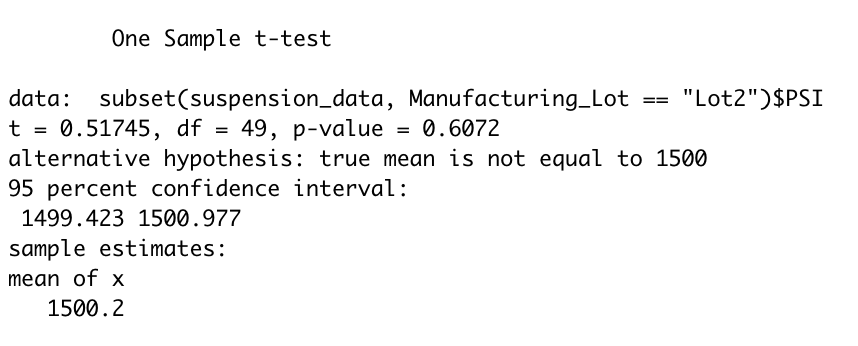 One Sample t-test
data:  subset(suspension_data, Manufacturing_Lot == "Lot2")$PSI
t = 0.51745, df = 49, p-value = 0.6072
alternative hypothesis: true mean is not equal to 1500
95 percent confidence interval:
1499.423 1500.977
sample estimates:
mean of x
1500.2